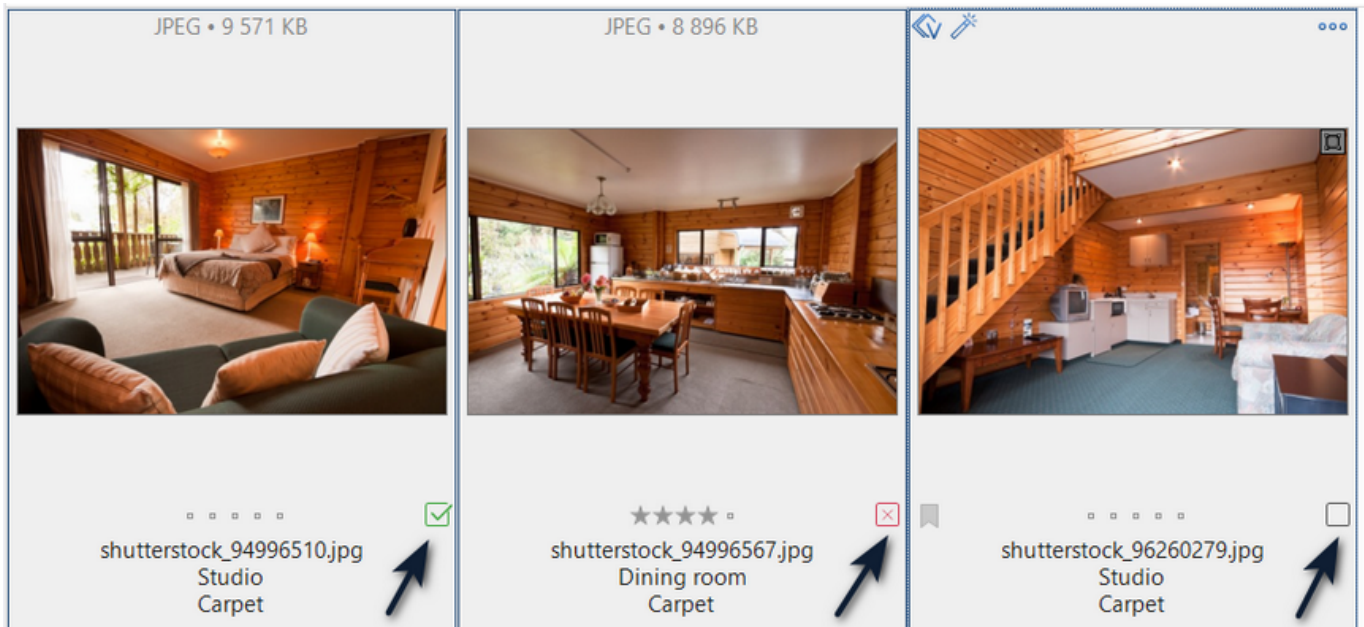 JPEG • 9 571 KB
JPEG • 8 896 KB
shutterstock_94996510.jpg
Studio
Carpet
shutterstock_94996567.jpg
Dining room
Carpet
shutterstock_96260279.jpg
Studio
Carpet